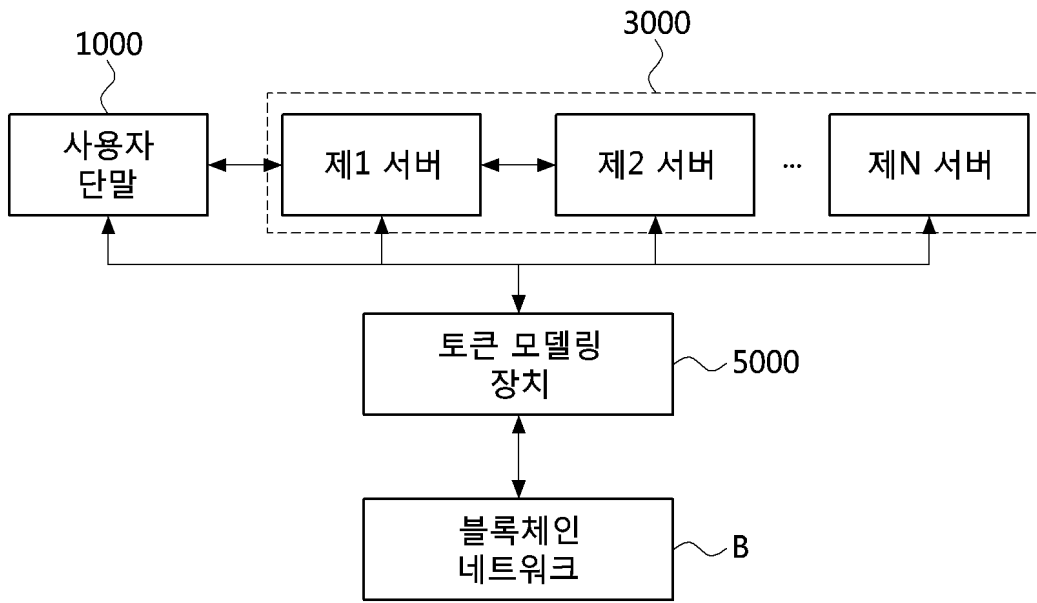 3000
1000
사용자
단말
제1 서버
제2 서버
...
제N 서버
토큰 모델링
장치
5000
블록체인
네트워크
B